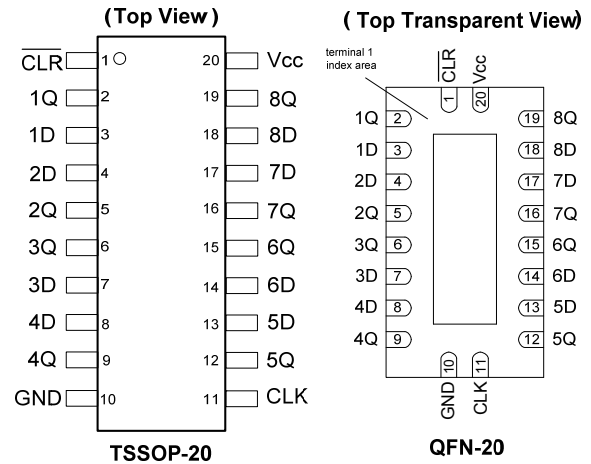 (Top View)
CLR 1 20 Vcc
1Q 2 19 8Q
1D 3 18 8D
2D 4 17 7D
2Q 5 16 7Q
3Q 6 15 6Q
3D 7 14 6D
4D 8 13 5D
4Q 9 12 5Q
GND 10 11 CLK
TSSOP-20
( Top Transparent View)
terminal 1
index area
CLR Vcc
1 20
1Q 2 19 8Q
1D 3 18 8D
2D 4 17 7D
2Q 5 16 7Q
3Q 6 15 6Q
3D 7 14 6D
4D 8 13 5D
4Q 9 12 5Q
10 11
GND CLK
QFN-20